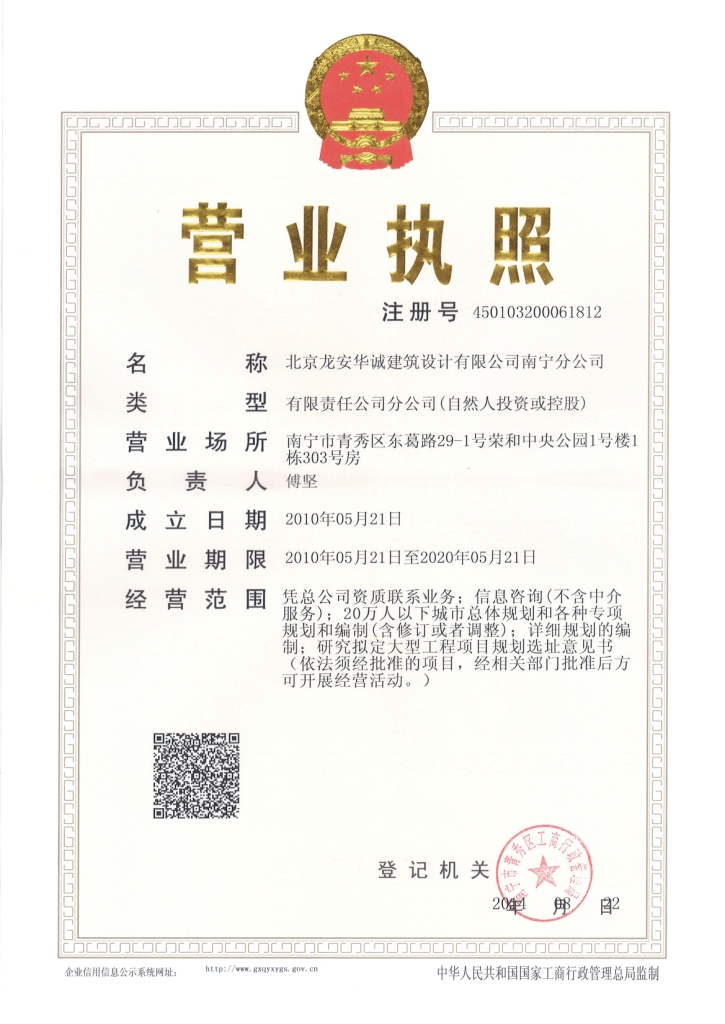 营业执照
注册号 450103200061812
名称 北京龙安华诚建筑设计有限公司南宁分公司
类型 有限责任公司分公司(自然人投资或控股)
营业场所 南宁市青秀区东葛路29-1号荣和中央公园1号楼1
栋303号房
负责人 傅坚
成立日期 2010年05月21日
营业期限 2010年05月21日至2020年05月21日
经营范围 凭总公司资质联系业务；信息咨询(不含中介
服务)；20万人以下城市总体规划和各种专项
规划和编制(含修订或者调整)；详细规划的编
制；研究拟定大型工程项目规划选址意见书
（依法须经批准的项目，经相关部门批准后方
可开展经营活动。）
南宁市青秀区工商行政管理局
登记机关
2014年08月22日
企业信用信息公示系统网址： http://www.gxqyxygs.gov.cn
中华人民共和国国家工商行政管理总局监制